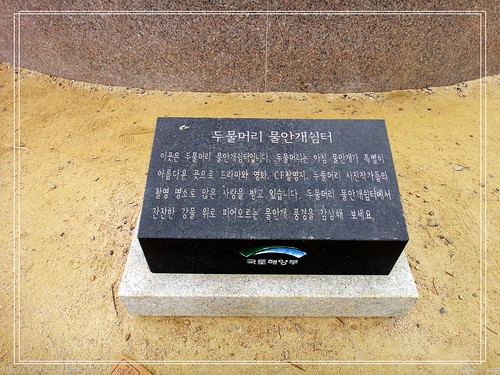 두물머리 물안개쉼터
이곳은 두물머리 물안개쉼터입니다. 두물머리는 아침 물안개가 특별히
아름다운 곳으로 드라마와 영화, CF촬영지, 두물머리 사진작가들의
촬영 명소로 많은 사랑을 받고 있습니다. 두물머리 물안개쉼터에서
잔잔한 강물 위로 피어오르는 물안개 풍경을 감상해 보세요.
국토해양부